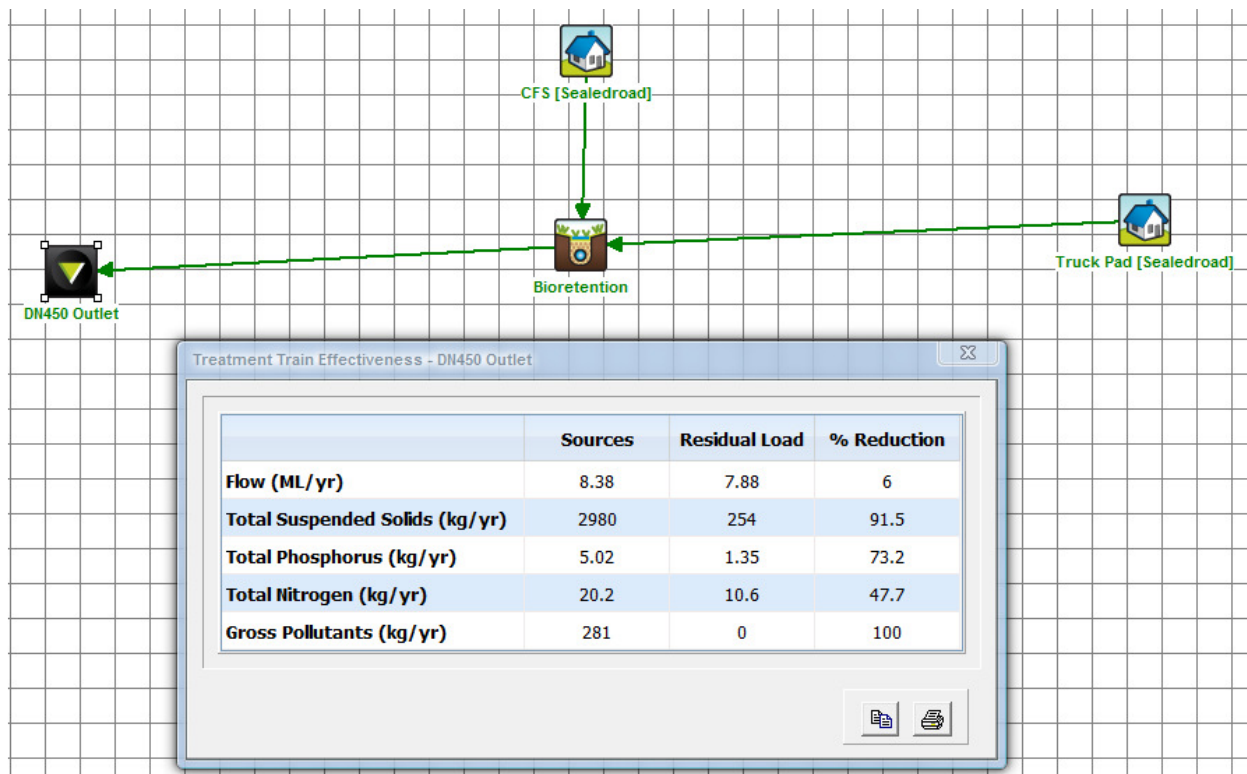 CFS [Sealedroad]
Truck Pad [Sealedroad]
Bioretention
DN450 Outlet
Treatment Train Effectiveness - DN450 Outlet
Sources Residual Load % Reduction
Flow (ML/yr) 8.38 7.88 6
Total Suspended Solids (kg/yr) 2980 254 91.5
Total Phosphorus (kg/yr) 5.02 1.35 73.2
Total Nitrogen (kg/yr) 20.2 10.6 47.7
Gross Pollutants (kg/yr) 281 0 100